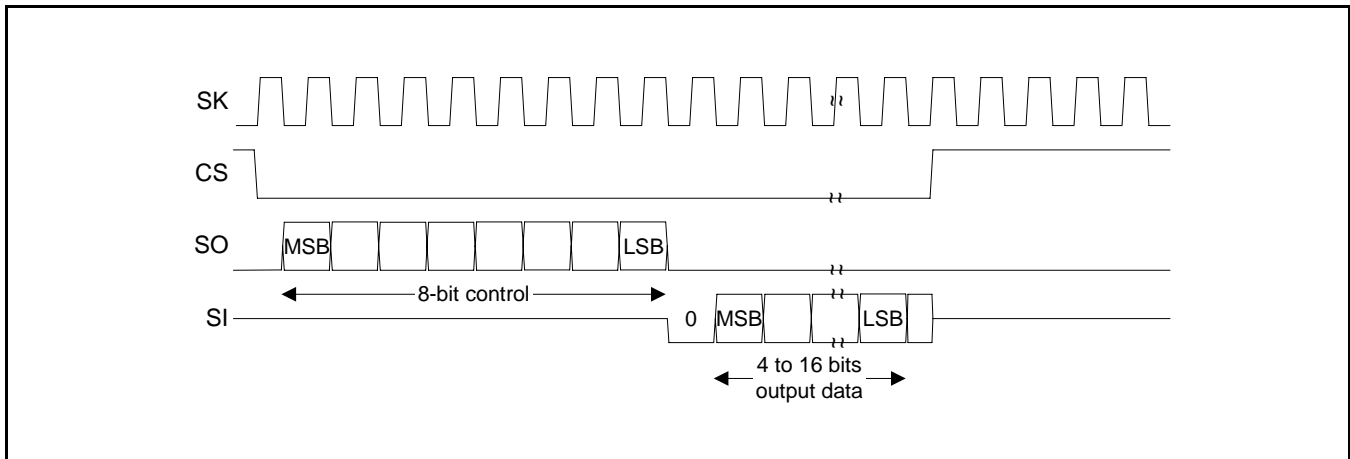 SK
CS
SO
MSB
LSB
8-bit control
SI
0
MSB
LSB
4 to 16 bits
output data